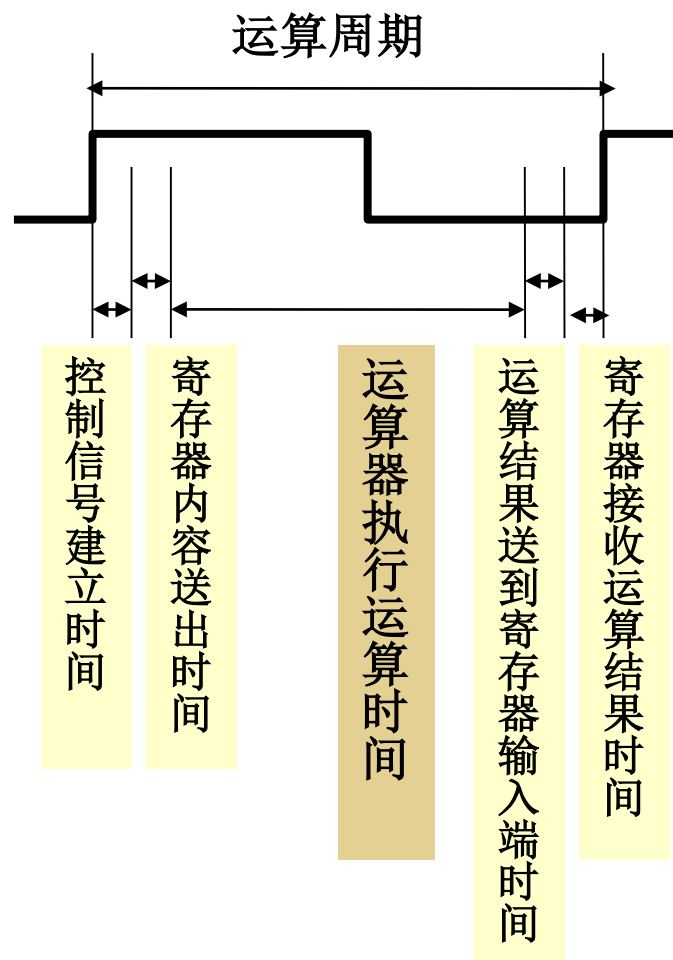 运算周期
控制信号建立时间
寄存器内容送出时间
运算器执行运算时间
运算结果送到寄存器输入端时间
寄存器接收运算结果时间